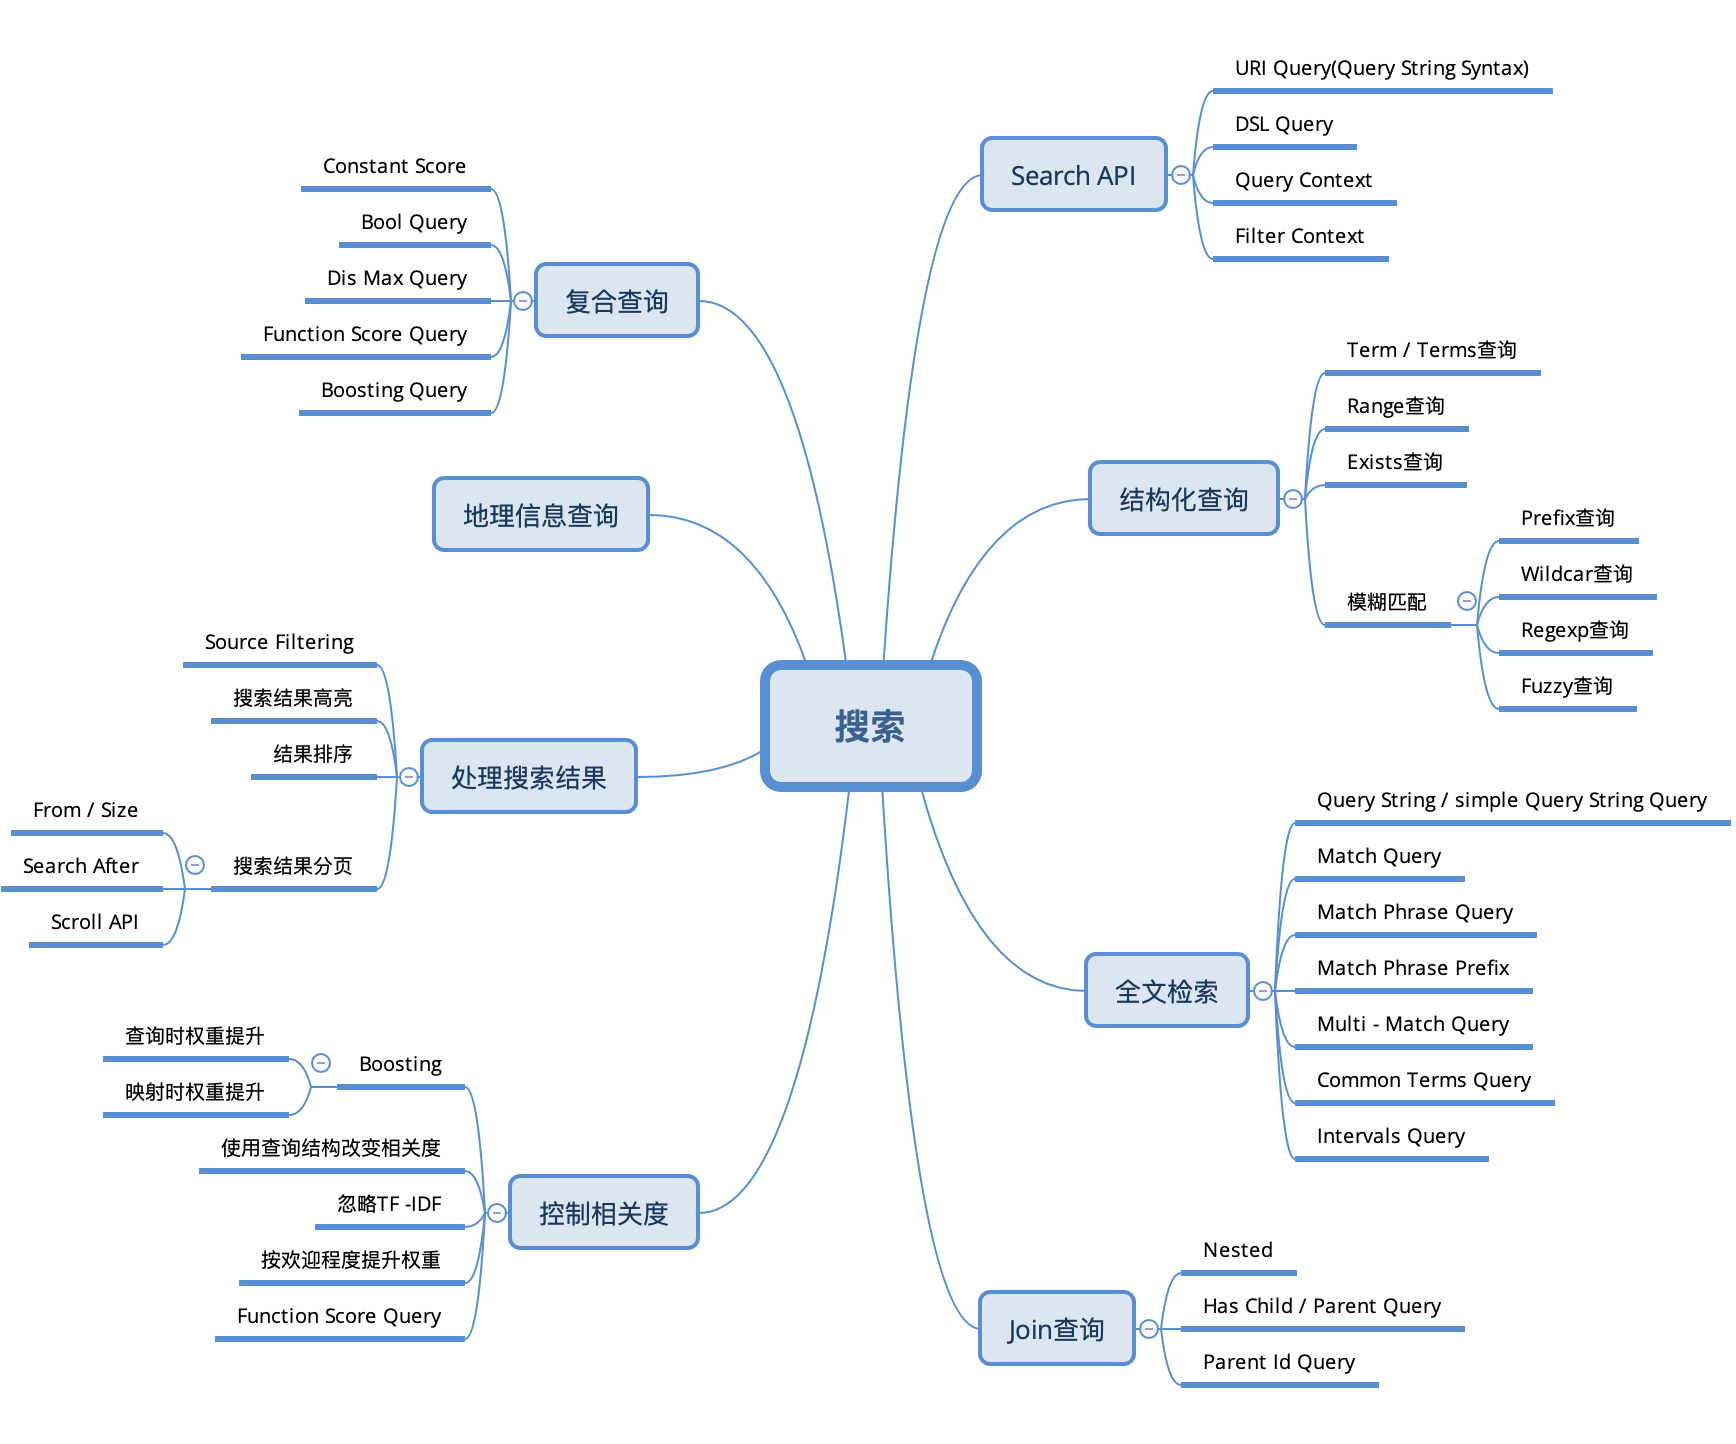 搜索
Search API
URI Query(Query String Syntax)
DSL Query
Query Context
Filter Context
结构化查询
Term / Terms查询
Range查询
Exists查询
模糊匹配
Prefix查询
Wildcar查询
Regexp查询
Fuzzy查询
全文检索
Query String / simple Query String Query
Match Query
Match Phrase Query
Match Phrase Prefix
Multi - Match Query
Common Terms Query
Intervals Query
Join查询
Nested
Has Child / Parent Query
Parent Id Query
复合查询
Constant Score
Bool Query
Dis Max Query
Function Score Query
Boosting Query
地理信息查询
处理搜索结果
Source Filtering
搜索结果高亮
结果排序
搜索结果分页
From / Size
Search After
Scroll API
控制相关度
Boosting
查询时权重提升
映射时权重提升
使用查询结构改变相关度
忽略TF -IDF
按欢迎程度提升权重
Function Score Query